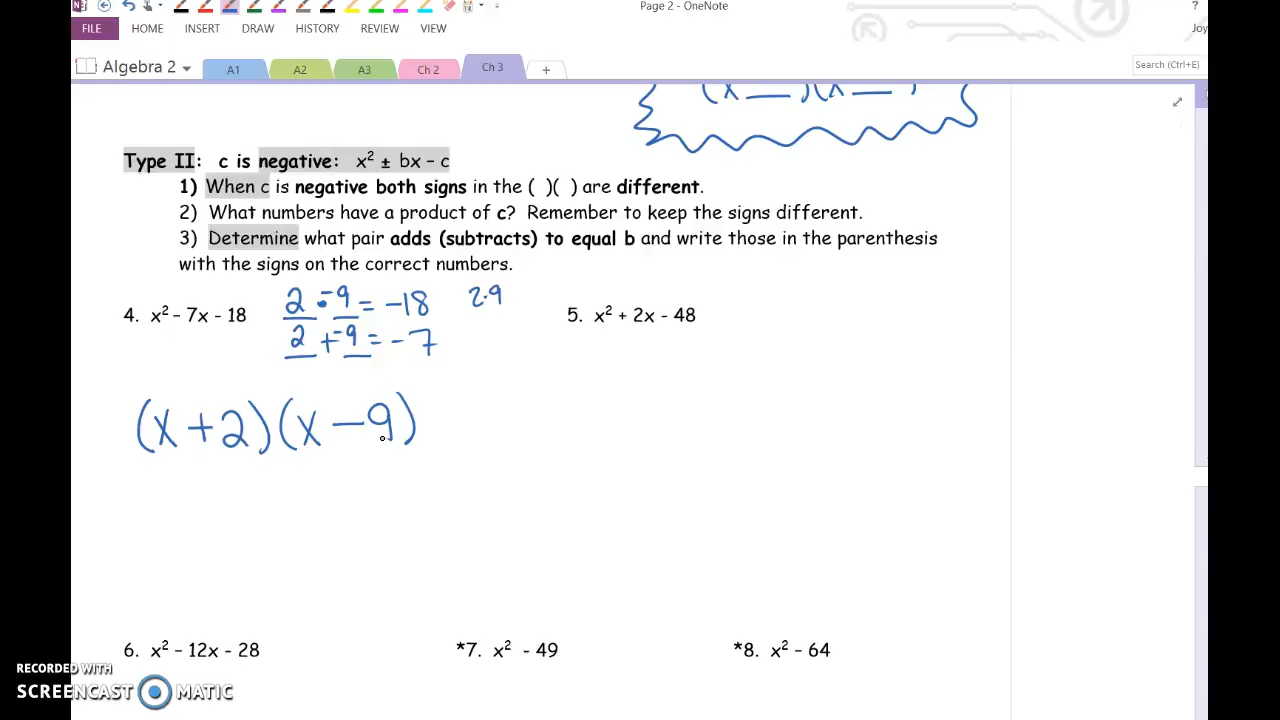 Page 2 - OneNote
?
FILE HOME INSERT DRAW HISTORY REVIEW VIEW
Joy
Algebra 2 A1 A2 A3 Ch 2 Ch 3 +
Search (Ctrl+E)
(x __)(x __ )
Type II: c is negative: x² ± bx – c
1) When c is negative both signs in the ( )( ) are different.
2) What numbers have a product of c? Remember to keep the signs different.
3) Determine what pair adds (subtracts) to equal b and write those in the parenthesis
with the signs on the correct numbers.
2 · -9 = -18 2·9
4. x² – 7x - 18
5. x² + 2x - 48
2 + -9 = -7
(x + 2)(x - 9)
6. x² - 12x - 28
*7. x² - 49
*8. x² – 64
RECORDED WITH
SCREENCAST MATIC